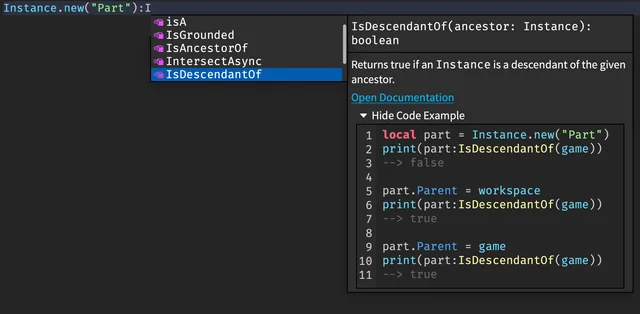 Instance.new("Part"):I
isA
IsGrounded
IsAncestorOf
IntersectAsync
IsDescendantOf
IsDescendantOf(ancestor: Instance):
boolean
Returns true if an Instance is a descendant of the given
ancestor.
Open Documentation
▼ Hide Code Example
1 local part = Instance.new("Part")
2 print(part:IsDescendantOf(game))
3 --> false
4
5 part.Parent = workspace
6 print(part:IsDescendantOf(game))
7 --> true
8
9 part.Parent = game
10 print(part:IsDescendantOf(game))
11 --> true